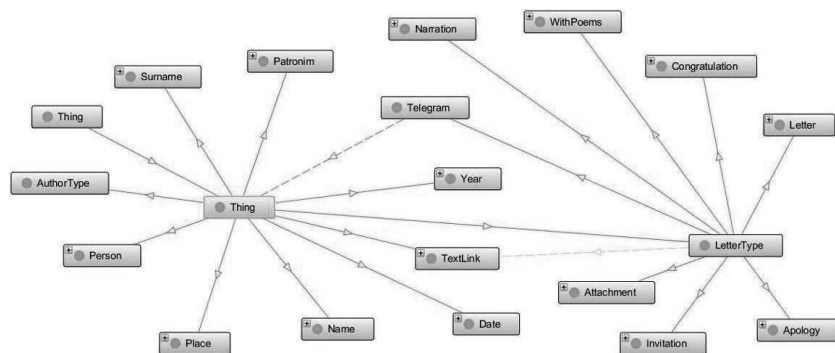 Narration
WithPoems
Patronim
Surname
Congratulation
Thing
Telegram
Letter
AuthorType
Year
Thing
Person
TextLink
LetterType
Attachment
Place
Name
Date
Invitation
Apology